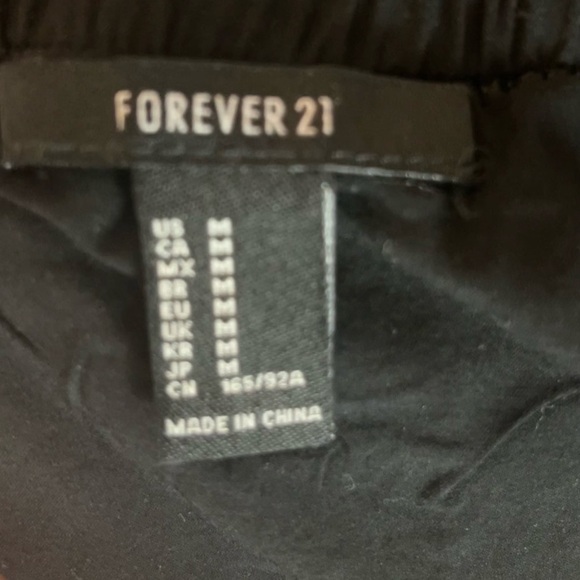 FOREVER 21
US M
CA M
MX M
BR M
EU M
UK M
KR M
JP M
CN 165/92A
MADE IN CHINA